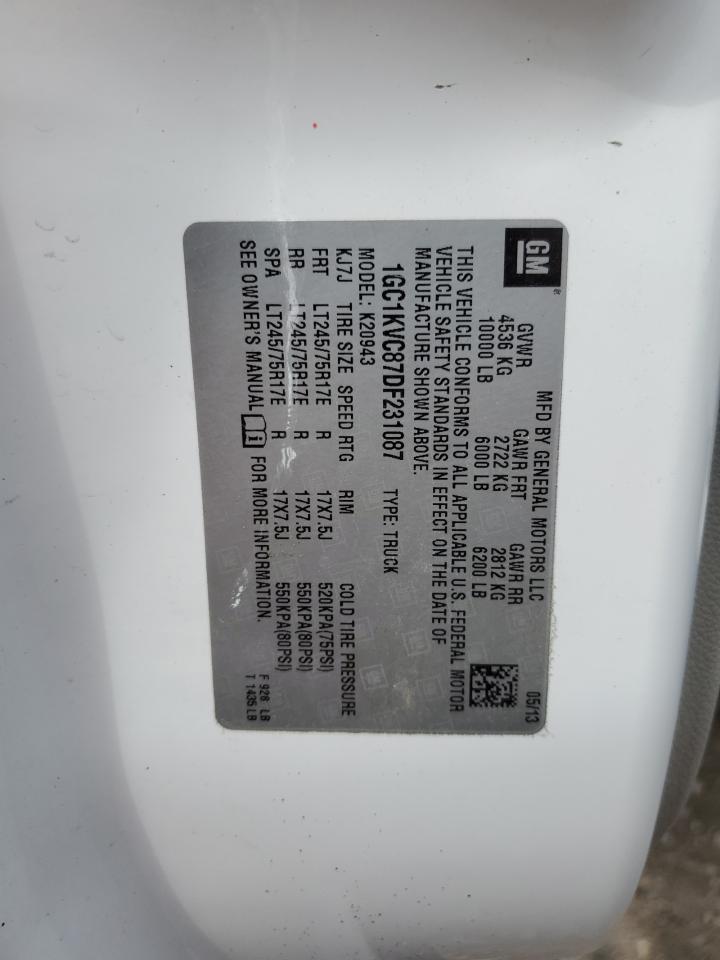 GM®
MFD BY GENERAL MOTORS LLC 05/13
GVWR GAWR FRT GAWR RR
4536 KG 2722 KG 2812 KG
10000 LB 6000 LB 6200 LB
THIS VEHICLE CONFORMS TO ALL APPLICABLE U.S. FEDERAL MOTOR
VEHICLE SAFETY STANDARDS IN EFFECT ON THE DATE OF
MANUFACTURE SHOWN ABOVE.
1GC1KVC87DF231087 TYPE: TRUCK
MODEL: K20943
KJ7J TIRE SIZE SPEED RTG RIM COLD TIRE PRESSURE
FRT LT245/75R17E R 17X7.5J 520KPA(75PSI)
RR LT245/75R17E R 17X7.5J 550KPA(80PSI)
SPA LT245/75R17E R 17X7.5J 550KPA(80PSI)
SEE OWNER'S MANUAL i FOR MORE INFORMATION.
F 928 LB
T 1435 LB